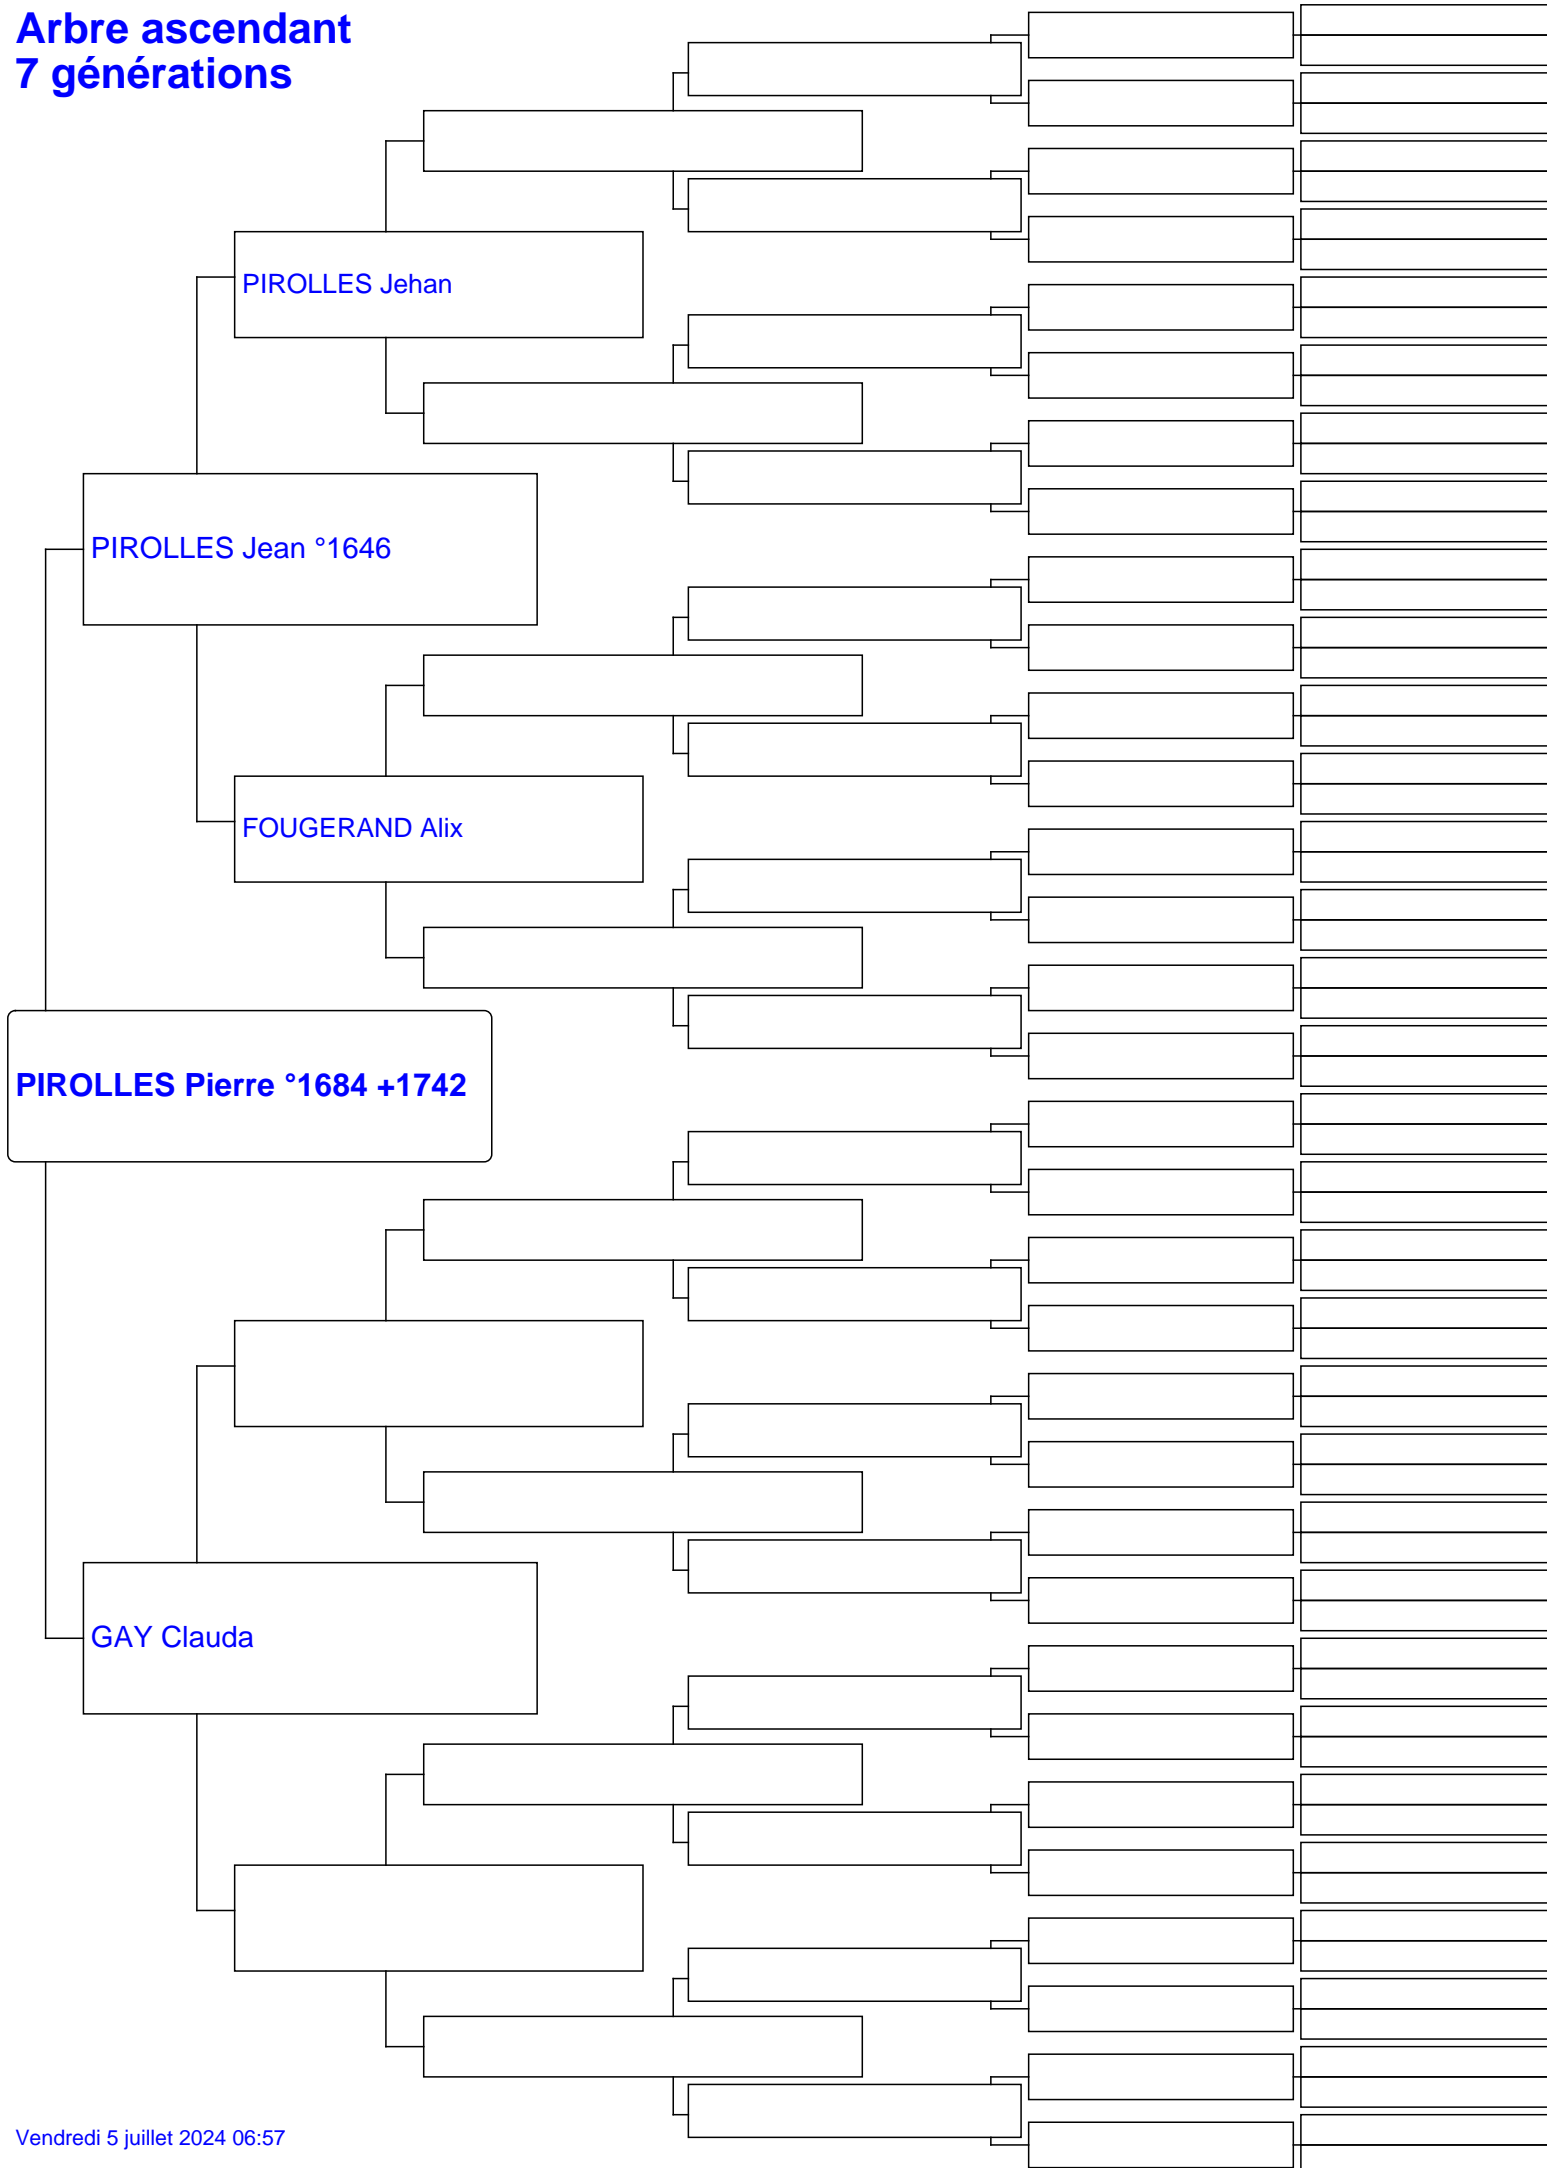 Arbre ascendant
7 générations
PIROLLES Jehan
PIROLLES Jean °1646
FOUGERAND Alix
PIROLLES Pierre °1684 +1742
GAY Clauda
Vendredi 5 juillet 2024 06:57